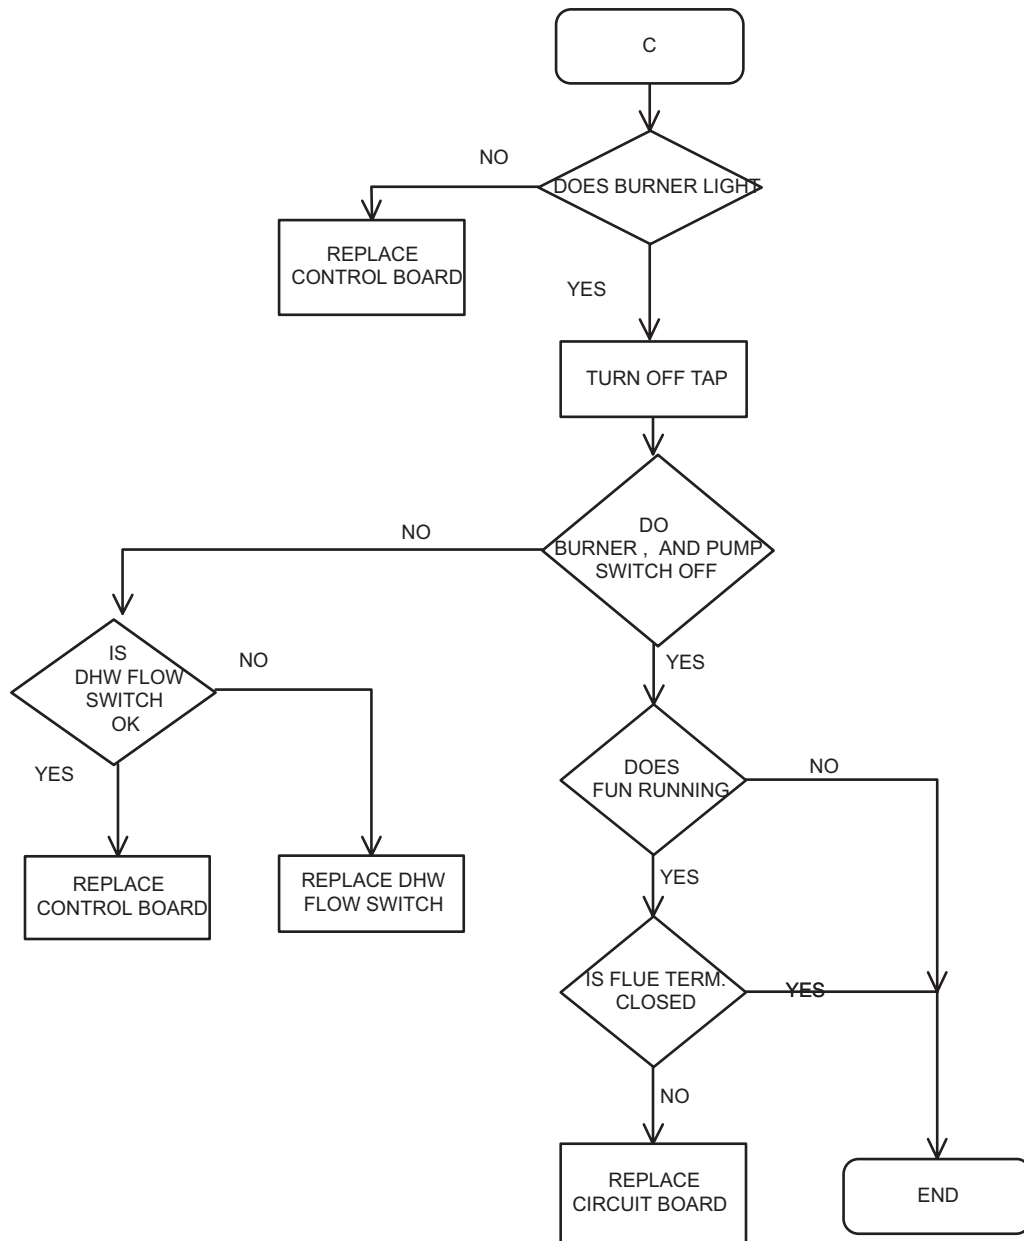 C
NO
DOES BURNER LIGHT
REPLACE
CONTROL BOARD
YES
TURN OFF TAP
NO
DO
BURNER , AND PUMP
SWITCH OFF
IS
DHW FLOW
SWITCH
OK
NO
YES
YES
DOES
FUN RUNNING
NO
REPLACE
CONTROL BOARD
REPLACE DHW
FLOW SWITCH
YES
IS FLUE TERM.
CLOSED
YES
NO
REPLACE
CIRCUIT BOARD
END